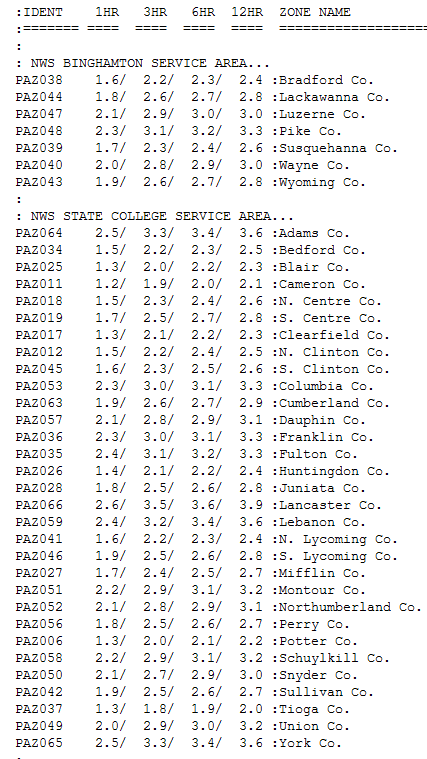 :IDENT    1HR   3HR   6HR  12HR  ZONE NAME
:======= ====  ====  ====  ====  ====================
:
: NWS BINGHAMTON SERVICE AREA...
PAZ038    1.6/  2.2/  2.3/  2.4 :Bradford Co.
PAZ044    1.8/  2.6/  2.7/  2.8 :Lackawanna Co.
PAZ047    2.1/  2.9/  3.0/  3.0 :Luzerne Co.
PAZ048    2.3/  3.1/  3.2/  3.3 :Pike Co.
PAZ039    1.7/  2.3/  2.4/  2.6 :Susquehanna Co.
PAZ040    2.0/  2.8/  2.9/  3.0 :Wayne Co.
PAZ043    1.9/  2.6/  2.7/  2.8 :Wyoming Co.
:
: NWS STATE COLLEGE SERVICE AREA...
PAZ064    2.5/  3.3/  3.4/  3.6 :Adams Co.
PAZ034    1.5/  2.2/  2.3/  2.5 :Bedford Co.
PAZ025    1.3/  2.0/  2.2/  2.3 :Blair Co.
PAZ011    1.2/  1.9/  2.0/  2.1 :Cameron Co.
PAZ018    1.5/  2.3/  2.4/  2.6 :N. Centre Co.
PAZ019    1.7/  2.5/  2.7/  2.8 :S. Centre Co.
PAZ017    1.3/  2.1/  2.2/  2.3 :Clearfield Co.
PAZ012    1.5/  2.2/  2.4/  2.5 :N. Clinton Co.
PAZ045    1.6/  2.3/  2.5/  2.6 :S. Clinton Co.
PAZ053    2.3/  3.0/  3.1/  3.3 :Columbia Co.
PAZ063    1.9/  2.6/  2.7/  2.9 :Cumberland Co.
PAZ057    2.1/  2.8/  2.9/  3.1 :Dauphin Co.
PAZ036    2.3/  3.0/  3.1/  3.3 :Franklin Co.
PAZ035    2.4/  3.1/  3.2/  3.3 :Fulton Co.
PAZ026    1.4/  2.1/  2.2/  2.4 :Huntingdon Co.
PAZ028    1.8/  2.5/  2.6/  2.8 :Juniata Co.
PAZ066    2.6/  3.5/  3.6/  3.9 :Lancaster Co.
PAZ059    2.4/  3.2/  3.4/  3.6 :Lebanon Co.
PAZ041    1.6/  2.2/  2.3/  2.4 :N. Lycoming Co.
PAZ046    1.9/  2.5/  2.6/  2.8 :S. Lycoming Co.
PAZ027    1.7/  2.4/  2.5/  2.7 :Mifflin Co.
PAZ051    2.2/  2.9/  3.1/  3.2 :Montour Co.
PAZ052    2.1/  2.8/  2.9/  3.1 :Northumberland Co.
PAZ056    1.8/  2.5/  2.6/  2.7 :Perry Co.
PAZ006    1.3/  2.0/  2.1/  2.2 :Potter Co.
PAZ058    2.2/  2.9/  3.1/  3.2 :Schuylkill Co.
PAZ050    2.1/  2.7/  2.9/  3.0 :Snyder Co.
PAZ042    1.9/  2.5/  2.6/  2.7 :Sullivan Co.
PAZ037    1.3/  1.8/  1.9/  2.0 :Tioga Co.
PAZ049    2.0/  2.9/  3.0/  3.2 :Union Co.
PAZ065    2.5/  3.3/  3.4/  3.6 :York Co.